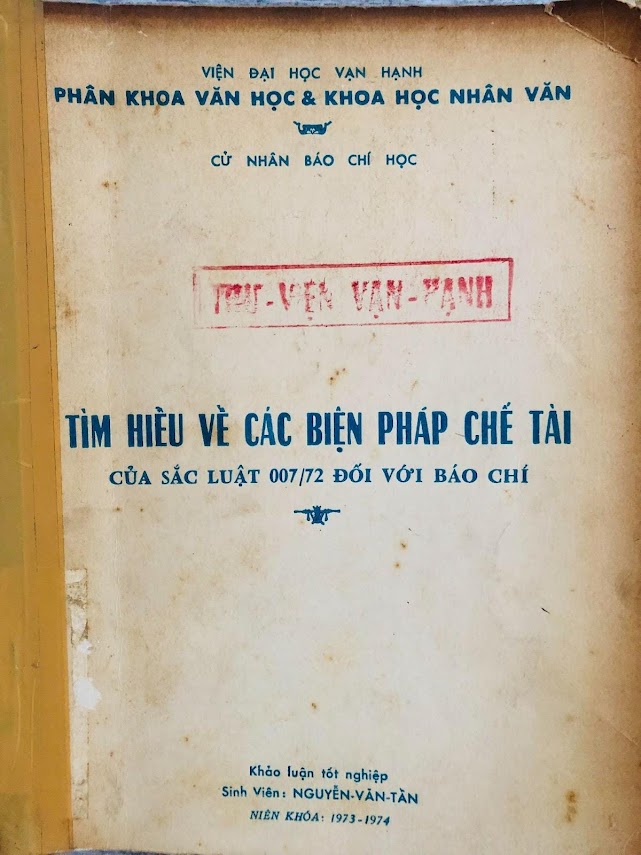 VIỆN ĐẠI HỌC VẠN HẠNH
PHÂN KHOA VĂN HỌC & KHOA HỌC NHÂN VĂN
CỬ NHÂN BÁO CHÍ HỌC
THƯ-VIỆN VẠN-HẠNH
TÌM HIỀU VỀ CÁC BIỆN PHÁP CHẾ TÀI
CỦA SẮC LUẬT 007/72 ĐỐI VỚI BÁO CHÍ
Khảo luận tốt nghiệp
Sinh Viên: NGUYỄN-VĂN-TẤN
NIÊN KHÓA: 1973-1974